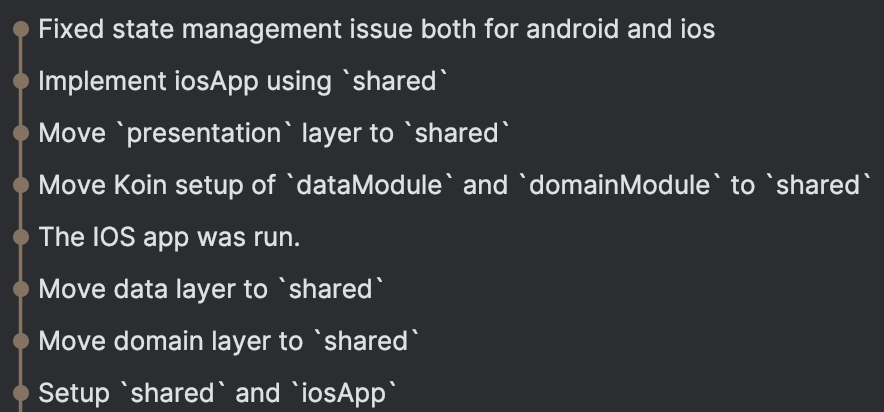 Fixed state management issue both for android and ios
Implement iosApp using `shared`
Move `presentation` layer to `shared`
Move Koin setup of `dataModule` and `domainModule` to `shared`
The IOS app was run.
Move data layer to `shared`
Move domain layer to `shared`
Setup `shared` and `iosApp`